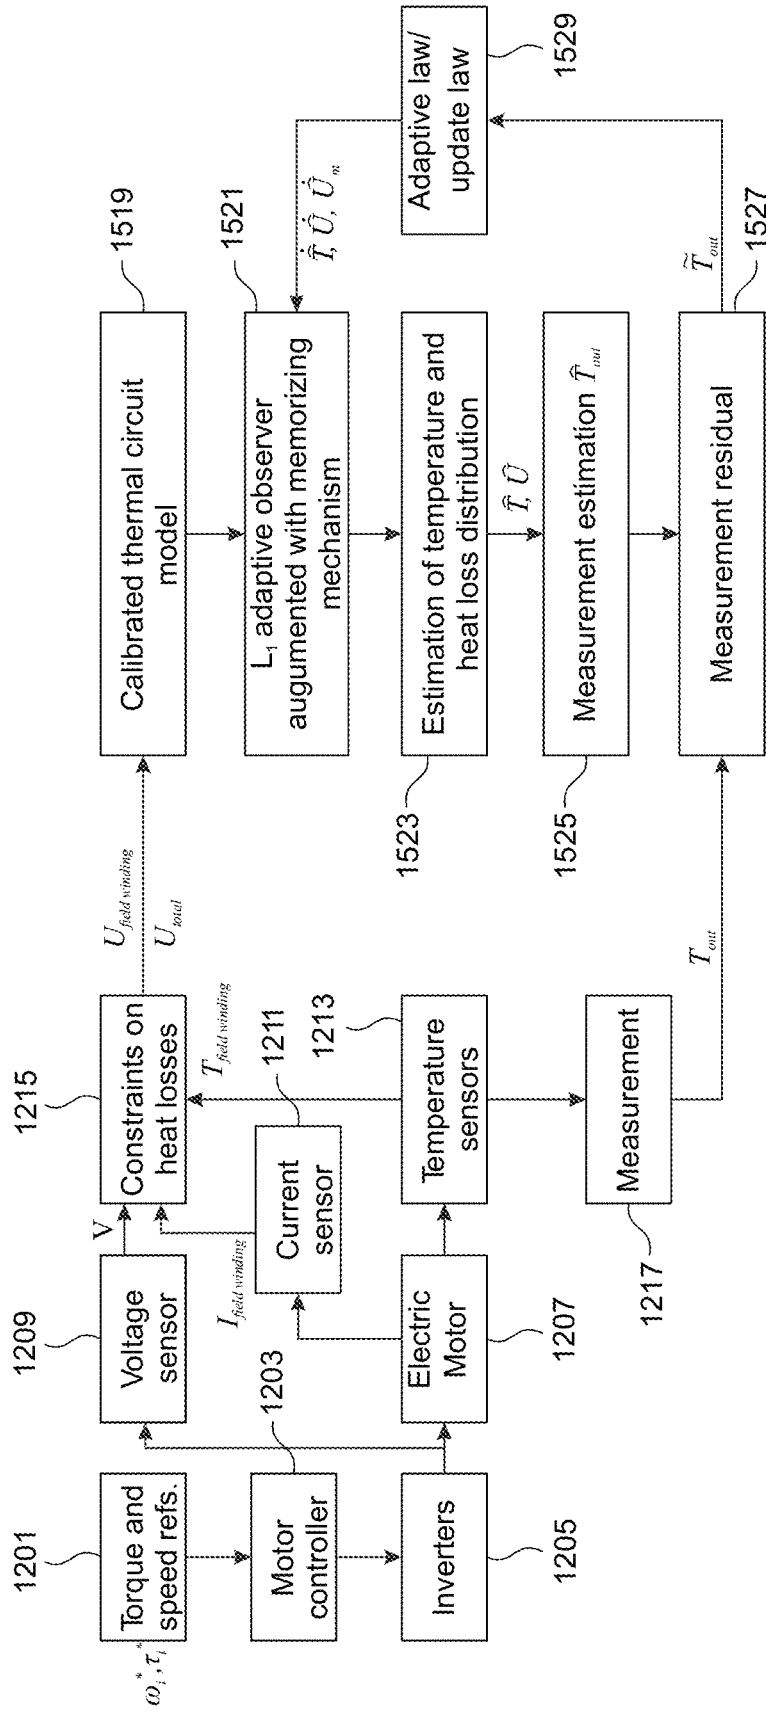 1201
Torque and
speed refs.
ω_i^*, τ_i^*
1203
Motor
controller
1205
Inverters
1209
Voltage
sensor
V
1207
Electric
Motor
I_field winding
1211
Current
sensor
1213
Temperature
sensors
T_field winding
1215
Constraints on
heat losses
1217
Measurement
T_out
U_field winding
U_total
1519
Calibrated thermal circuit
model
1521
L₁ adaptive observer
augumented with memorizing
mechanism
1523
Estimation of temperature and
heat loss distribution
T̂, Û
1525
Measurement estimation T̂_out
1527
Measurement residual
T̃_out
1529
Adaptive law/
update law
T̂̇, Û̇, Û̇_m